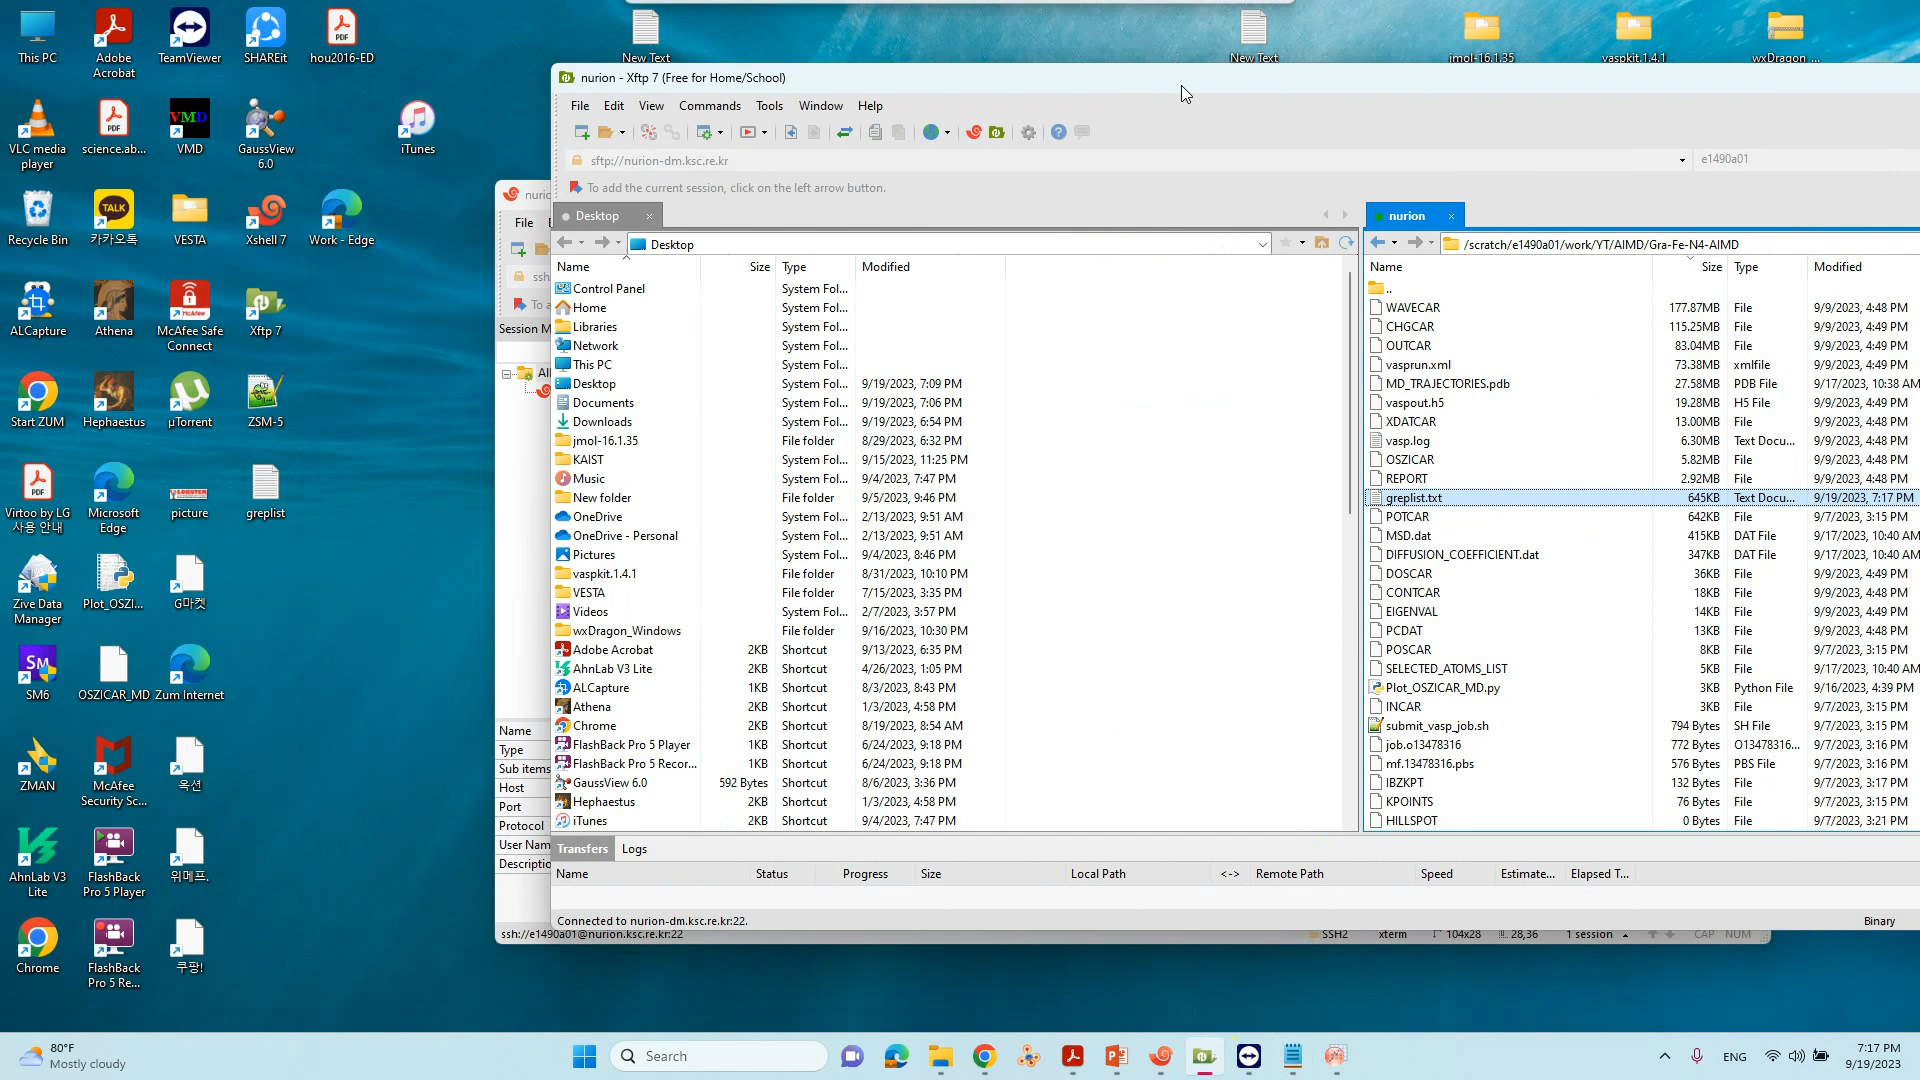 This PC
Adobe
Acrobat
TeamViewer
SHAREit
hou2016-ED
New Text
New Text
jmol-16.1.35
vaspkit.1.4.1
wxDragon_...
VLC media
player
science.ab...
VMD
GaussView
6.0
iTunes
Recycle Bin
카카오톡
VESTA
Xshell 7
Work - Edge
ALCapture
Athena
McAfee Safe
Connect
Xftp 7
Start ZUM
Hephaestus
µTorrent
ZSM-5
Virtoo by LG
사용 안내
Microsoft
Edge
picture
greplist
Zive Data
Manager
Plot_OSZI...
G마켓
SM6
OSZICAR_MD
Zum Internet
ZMAN
McAfee
Security Sc...
옥션
AhnLab V3
Lite
FlashBack
Pro 5 Player
위메프.
Chrome
FlashBack
Pro 5 Re...
쿠팡!
nurion - Xftp 7 (Free for Home/School)
File Edit View Commands Tools Window Help
sftp://nurion-dm.ksc.re.kr
e1490a01
To add the current session, click on the left arrow button.
Desktop
nurion
Desktop
/scratch/e1490a01/work/YT/AIMD/Gra-Fe-N4-AIMD
Name Size Type Modified
Control Panel System Fol...
Home System Fol...
Libraries System Fol...
Network System Fol...
This PC System Fol...
Desktop System Fol... 9/19/2023, 7:09 PM
Documents System Fol... 9/19/2023, 7:06 PM
Downloads System Fol... 9/19/2023, 6:54 PM
jmol-16.1.35 File folder 8/29/2023, 6:32 PM
KAIST System Fol... 9/15/2023, 11:25 PM
Music System Fol... 9/4/2023, 7:47 PM
New folder File folder 9/5/2023, 9:46 PM
OneDrive System Fol... 2/13/2023, 9:51 AM
OneDrive - Personal System Fol... 2/13/2023, 9:51 AM
Pictures System Fol... 9/4/2023, 8:46 PM
vaspkit.1.4.1 File folder 8/31/2023, 10:10 PM
VESTA File folder 7/15/2023, 3:35 PM
Videos System Fol... 2/7/2023, 3:57 PM
wxDragon_Windows File folder 9/16/2023, 10:30 PM
Adobe Acrobat 2KB Shortcut 9/13/2023, 6:35 PM
AhnLab V3 Lite 2KB Shortcut 4/26/2023, 1:05 PM
ALCapture 1KB Shortcut 8/3/2023, 8:43 PM
Athena 2KB Shortcut 1/3/2023, 4:58 PM
Chrome 2KB Shortcut 8/19/2023, 8:54 AM
FlashBack Pro 5 Player 1KB Shortcut 6/24/2023, 9:18 PM
FlashBack Pro 5 Recor... 1KB Shortcut 6/24/2023, 9:18 PM
GaussView 6.0 592 Bytes Shortcut 8/6/2023, 3:36 PM
Hephaestus 2KB Shortcut 1/3/2023, 4:58 PM
iTunes 2KB Shortcut 9/4/2023, 7:47 PM
Name Size Type Modified
..
WAVECAR 177.87MB File 9/9/2023, 4:48 PM
CHGCAR 115.25MB File 9/9/2023, 4:49 PM
OUTCAR 83.04MB File 9/9/2023, 4:49 PM
vasprun.xml 73.38MB xmlfile 9/9/2023, 4:49 PM
MD_TRAJECTORIES.pdb 27.58MB PDB File 9/17/2023, 10:38 AM
vaspout.h5 19.28MB H5 File 9/9/2023, 4:49 PM
XDATCAR 13.00MB File 9/9/2023, 4:48 PM
vasp.log 6.30MB Text Docu... 9/9/2023, 4:48 PM
OSZICAR 5.82MB File 9/9/2023, 4:48 PM
REPORT 2.92MB File 9/9/2023, 4:48 PM
greplist.txt 645KB Text Docu... 9/19/2023, 7:17 PM
POTCAR 642KB File 9/7/2023, 3:15 PM
MSD.dat 415KB DAT File 9/17/2023, 10:40 AM
DIFFUSION_COEFFICIENT.dat 347KB DAT File 9/17/2023, 10:40 AM
DOSCAR 36KB File 9/9/2023, 4:49 PM
CONTCAR 18KB File 9/9/2023, 4:48 PM
EIGENVAL 14KB File 9/9/2023, 4:49 PM
PCDAT 13KB File 9/9/2023, 4:48 PM
POSCAR 8KB File 9/7/2023, 3:15 PM
SELECTED_ATOMS_LIST 5KB File 9/17/2023, 10:40 AM
Plot_OSZICAR_MD.py 3KB Python File 9/16/2023, 4:39 PM
INCAR 3KB File 9/7/2023, 3:15 PM
submit_vasp_job.sh 794 Bytes SH File 9/7/2023, 3:15 PM
job.o13478316 772 Bytes O13478316... 9/7/2023, 3:16 PM
mf.13478316.pbs 576 Bytes PBS File 9/7/2023, 3:16 PM
IBZKPT 132 Bytes File 9/7/2023, 3:17 PM
KPOINTS 76 Bytes File 9/7/2023, 3:15 PM
HILLSPOT 0 Bytes File 9/7/2023, 3:21 PM
Transfers Logs
Name Status Progress Size Local Path <-> Remote Path Speed Estimate... Elapsed T...
Connected to nurion-dm.ksc.re.kr:22.
Binary
File
Session M
Name
Type
Sub items
Host
Port
Protocol
User Nam
Descriptio
ssh://e1490a01@nurion.ksc.re.kr:22
SSH2 xterm 104x28 28,36 1 session CAP NUM
80°F
Mostly cloudy
Search
ENG
7:17 PM
9/19/2023